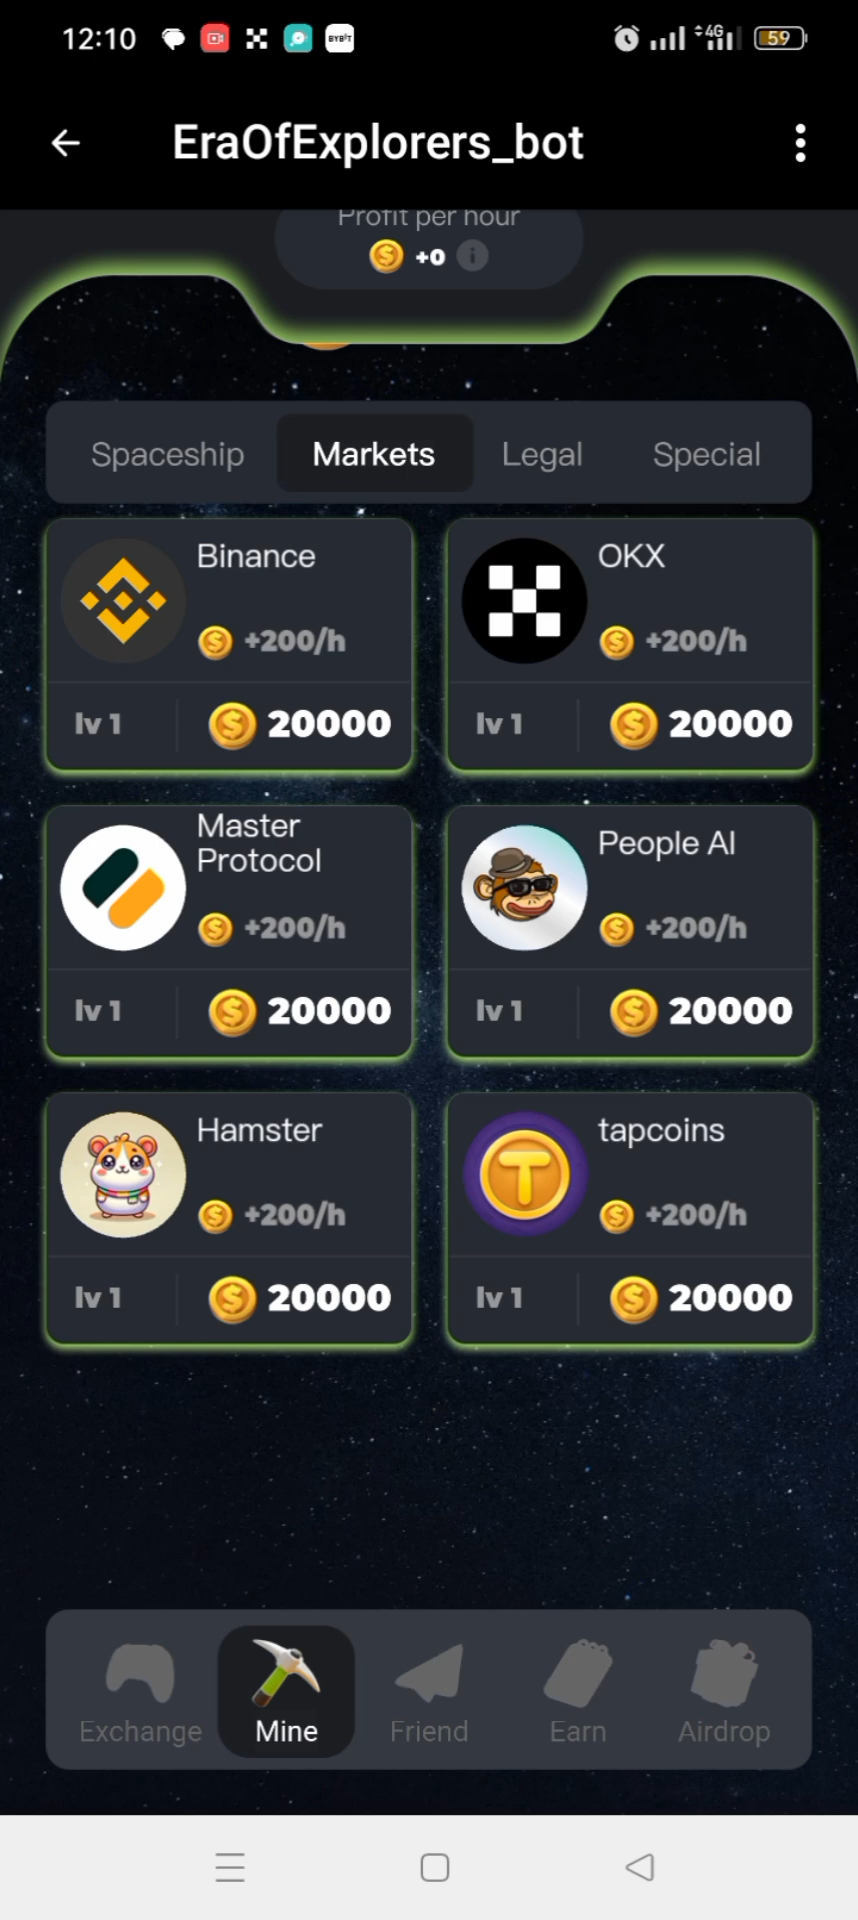 12:10
BYBIT
4G
59
EraOfExplorers_bot
Profit per hour
+0
Spaceship Markets Legal Special
Binance
+200/h
lv 1
20000
OKX
+200/h
lv 1
20000
Master
Protocol
+200/h
lv 1
20000
People AI
+200/h
lv 1
20000
Hamster
+200/h
lv 1
20000
tapcoins
+200/h
lv 1
20000
Exchange Mine Friend Earn Airdrop